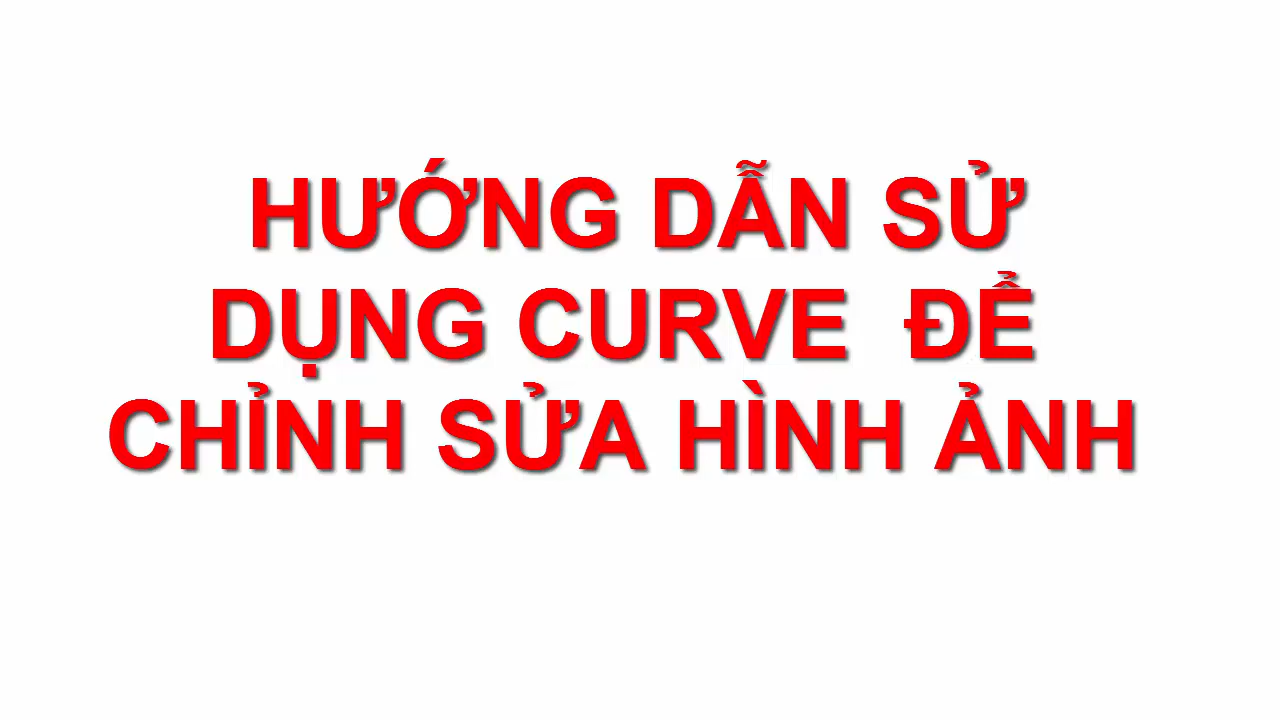 HƯỚNG DẪN SỬ
DỤNG CURVE ĐỂ
CHỈNH SỬA HÌNH ẢNH